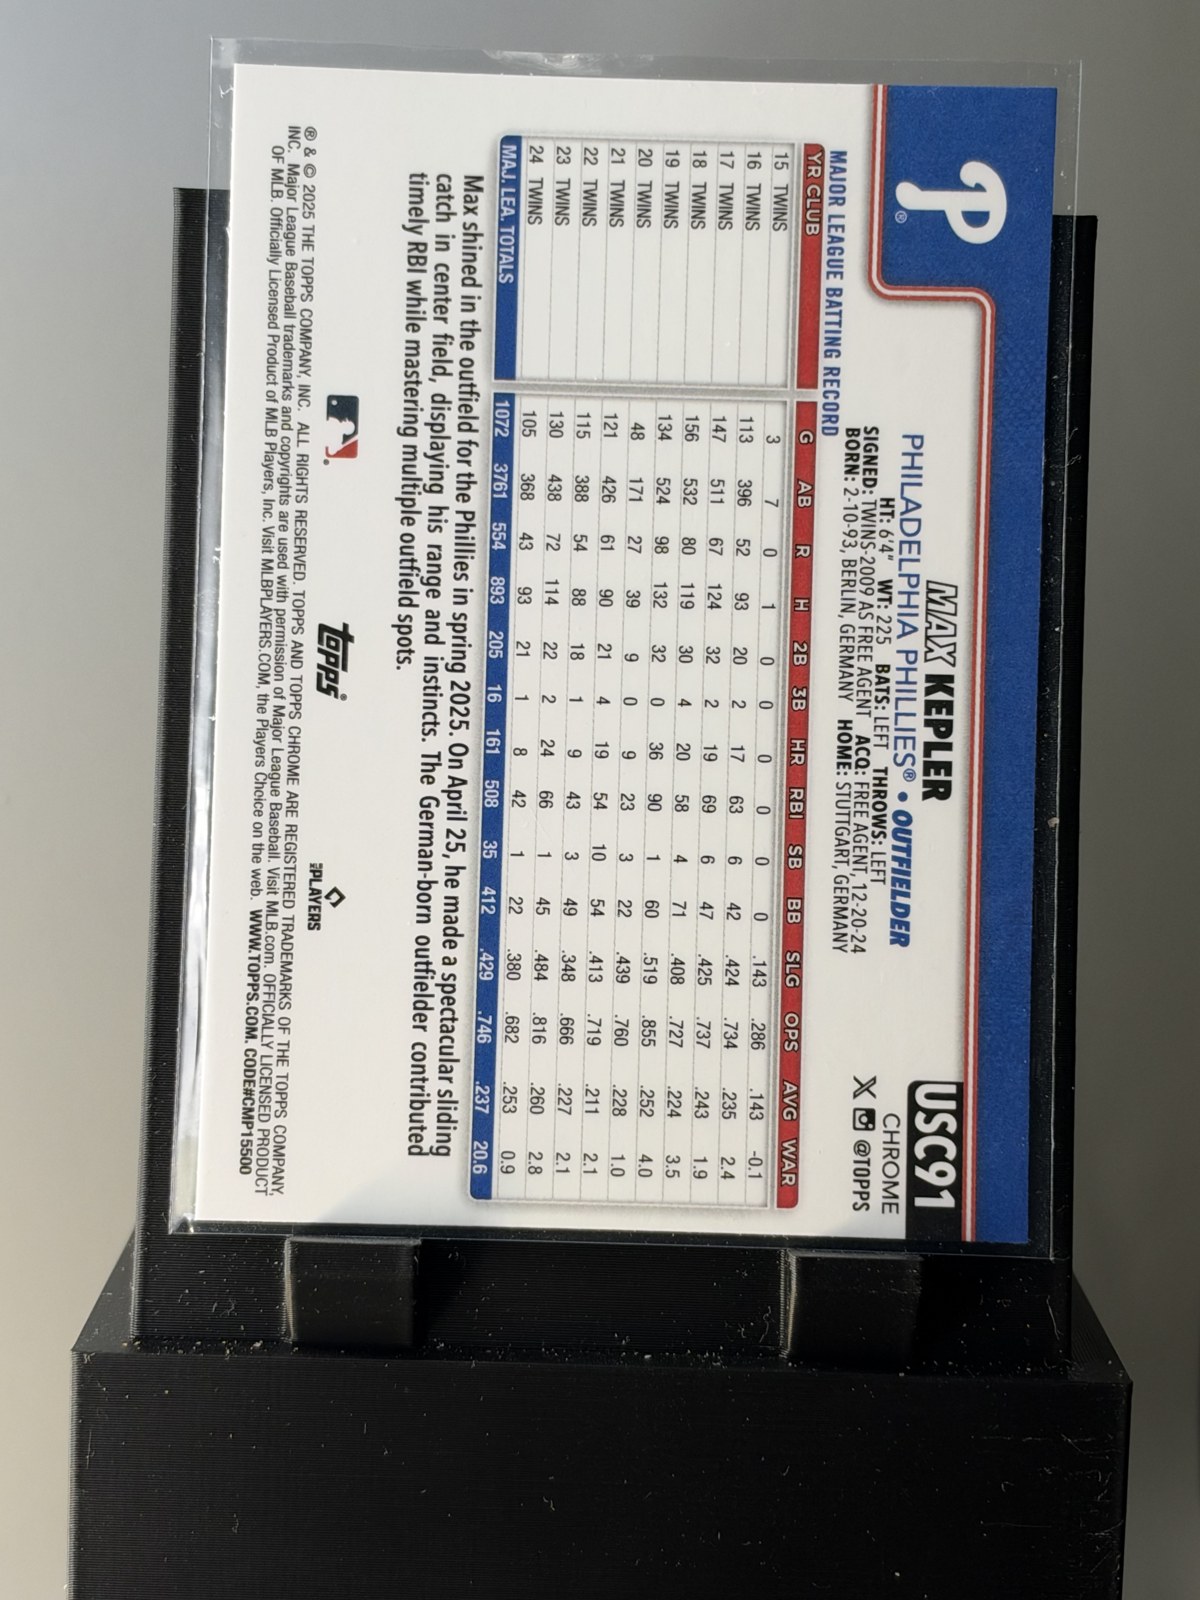 P®
MAX KEPLER
PHILADELPHIA PHILLIES® • OUTFIELDER
HT: 6'4" WT: 225 BATS: LEFT THROWS: LEFT
SIGNED: TWINS-2009 AS FREE AGENT ACQ: FREE AGENT, 12-20-24
BORN: 2-10-93, BERLIN, GERMANY HOME: STUTTGART, GERMANY
USC91
CHROME
@TOPPS
MAJOR LEAGUE BATTING RECORD
YR CLUB G AB R H 2B 3B HR RBI SB BB SLG OPS AVG WAR
15 TWINS 3 7 0 1 0 0 0 0 0 0 .143 .286 .143 -0.1
16 TWINS 113 396 52 93 20 2 17 63 6 42 .424 .734 .235 2.4
17 TWINS 147 511 67 124 32 2 19 69 6 47 .425 .737 .243 1.9
18 TWINS 156 532 80 119 30 4 20 58 4 71 .408 .727 .224 3.5
19 TWINS 134 524 98 132 32 0 36 90 1 60 .519 .855 .252 4.0
20 TWINS 48 171 27 39 9 0 9 23 3 22 .439 .760 .228 1.0
21 TWINS 121 426 61 90 21 4 19 54 10 54 .413 .719 .211 2.1
22 TWINS 115 388 54 88 18 1 9 43 3 49 .348 .666 .227 2.1
23 TWINS 130 438 72 114 22 2 24 66 1 45 .484 .816 .260 2.8
24 TWINS 105 368 43 93 21 1 8 42 1 22 .380 .682 .253 0.9
MAJ. LEA. TOTALS 1072 3761 554 893 205 16 161 508 35 412 .429 .746 .237 20.6
Max shined in the outfield for the Phillies in spring 2025. On April 25, he made a spectacular sliding
catch in center field, displaying his range and instincts. The German-born outfielder contributed
timely RBI while mastering multiple outfield spots.
topps®
PLAYERS
® & © 2025 THE TOPPS COMPANY, INC. ALL RIGHTS RESERVED. TOPPS AND TOPPS CHROME ARE REGISTERED TRADEMARKS OF THE TOPPS COMPANY,
INC. Major League Baseball trademarks and copyrights are used with permission of Major League Baseball. Visit MLB.com. OFFICIALLY LICENSED PRODUCT
OF MLB. Officially Licensed Product of MLB Players, Inc. Visit MLBPLAYERS.COM, the Players Choice on the web. WWW.TOPPS.COM. CODE#CMP115500